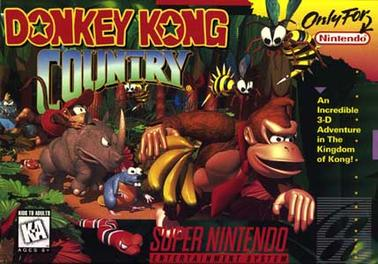 DONKEY KONG
COUNTRY
Only For
Nintendo
An
Incredible
3-D
Adventure
in The
Kingdom
of Kong!
KIDS TO ADULTS
K-A
AGES 6+
SUPER NINTENDO
ENTERTAINMENT SYSTEM